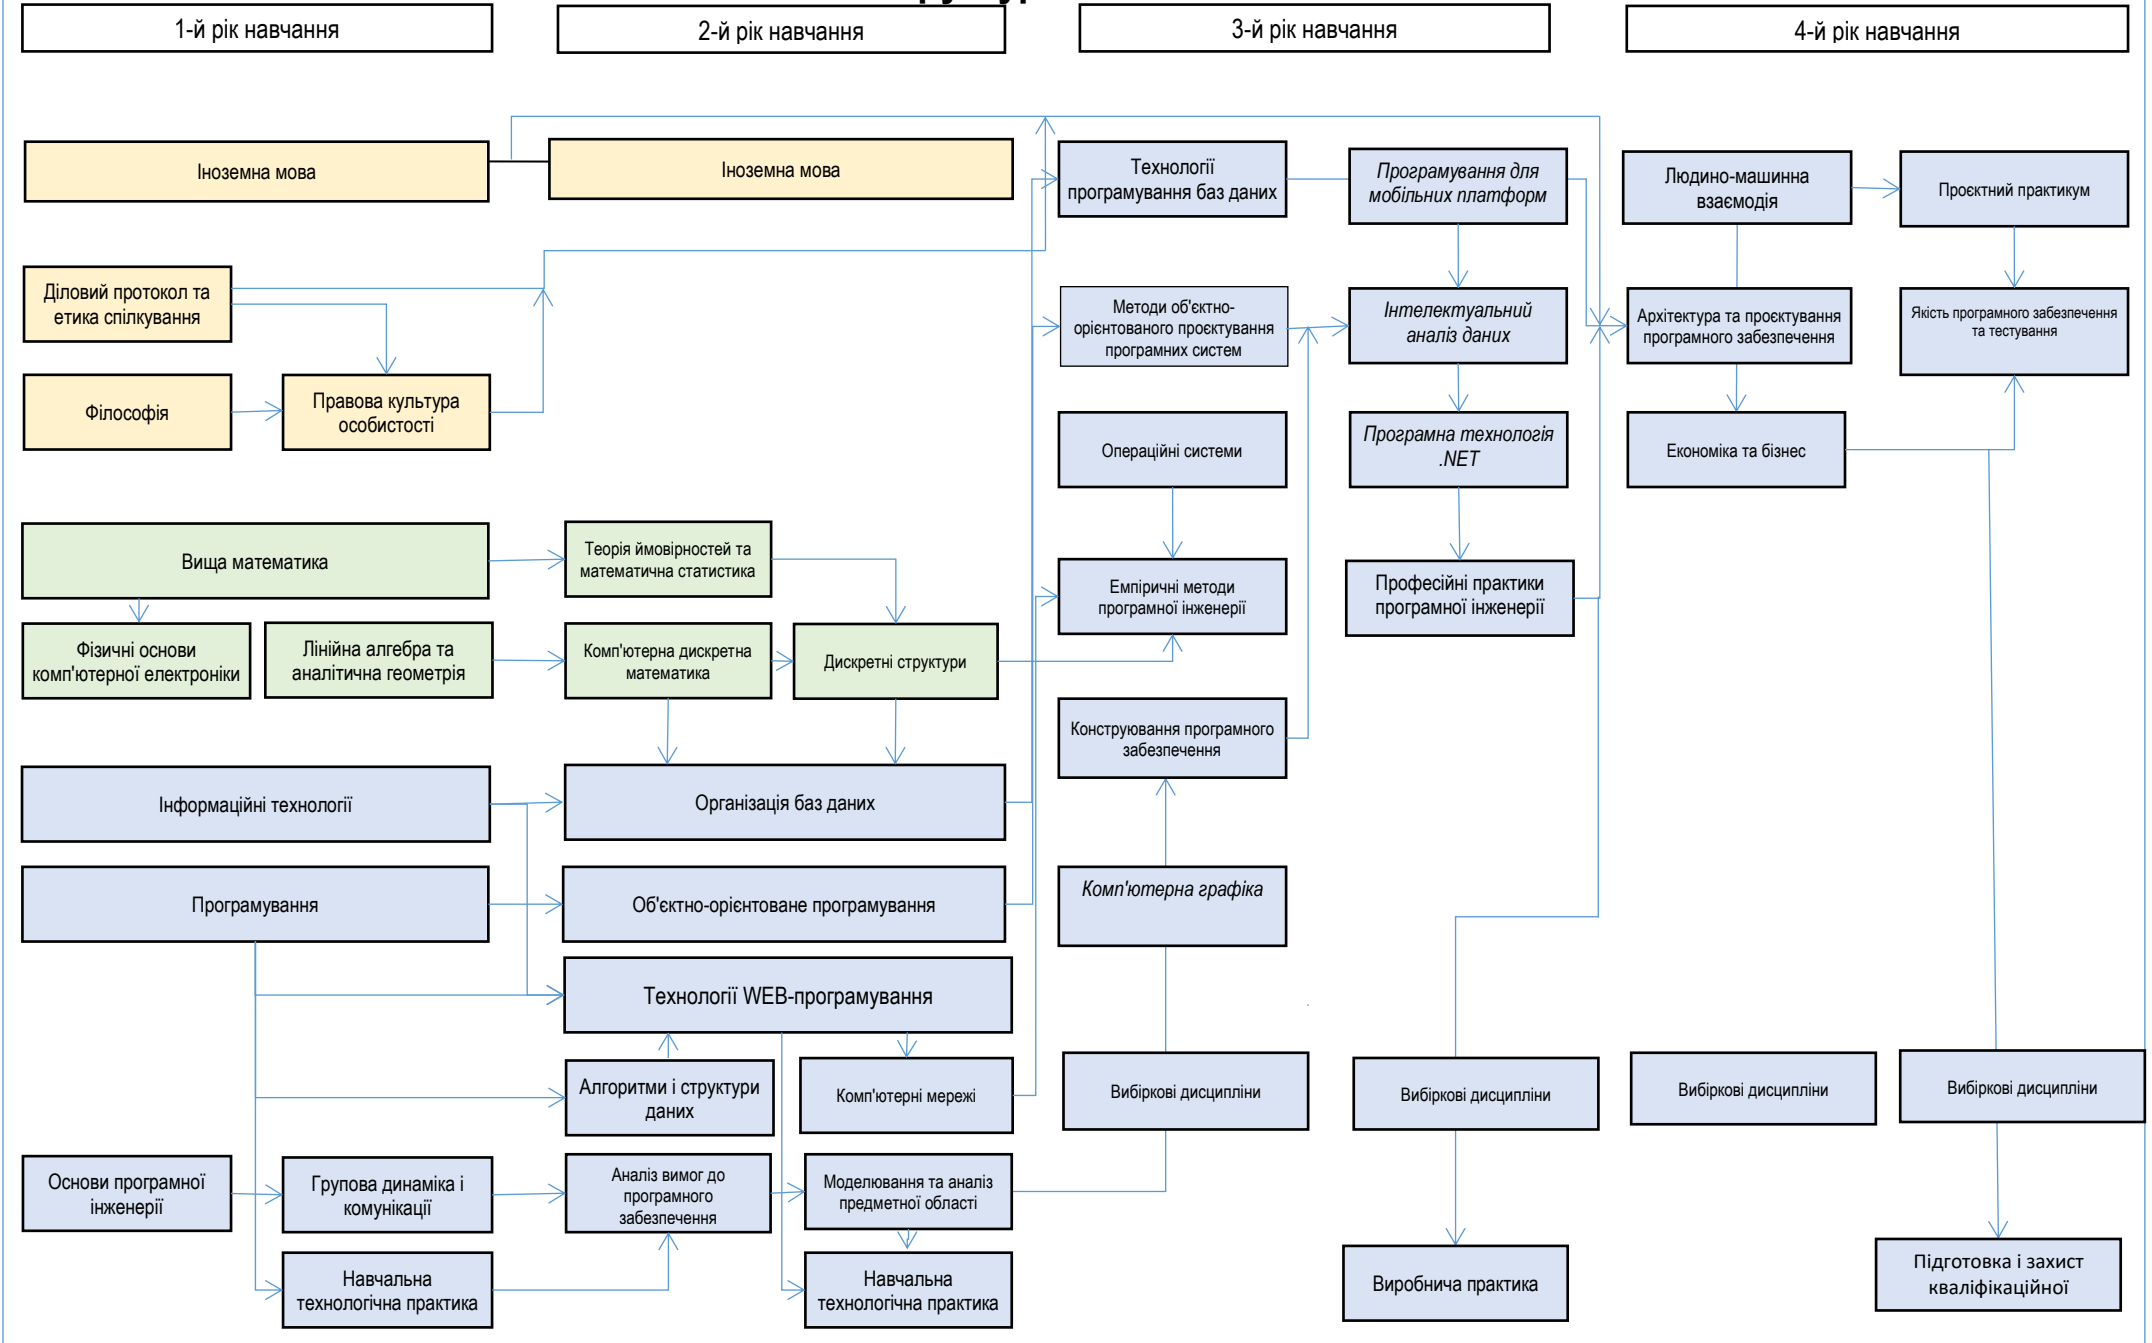 1-й рік навчання
2-й рік навчання
3-й рік навчання
4-й рік навчання
Іноземна мова
Іноземна мова
Технології
програмування баз даних
Програмування для
мобільних платформ
Людино-машинна
взаємодія
Проєктний практикум
Діловий протокол та
етика спілкування
Методи об'єктно-
орієнтованого проєктування
програмних систем
Інтелектуальний
аналіз даних
Архітектура та проєктування
програмного забезпечення
Якість програмного забезпечення
та тестування
Філософія
Правова культура
особистості
Операційні системи
Програмна технологія
.NET
Економіка та бізнес
Вища математика
Теорія ймовірностей та
математична статистика
Емпіричні методи
програмної інженерії
Професійні практики
програмної інженерії
Фізичні основи
комп'ютерної електроніки
Лінійна алгебра та
аналітична геометрія
Комп'ютерна дискретна
математика
Дискретні структури
Конструювання програмного
забезпечення
Інформаційні технології
Організація баз даних
Програмування
Об'єктно-орієнтоване програмування
Комп'ютерна графіка
Технології WEB-програмування
Алгоритми і структури
даних
Комп'ютерні мережі
Вибіркові дисципліни
Вибіркові дисципліни
Вибіркові дисципліни
Вибіркові дисципліни
Основи програмної
інженерії
Групова динаміка і
комунікації
Аналіз вимог до
програмного
забезпечення
Моделювання та аналіз
предметної області
Навчальна
технологічна практика
Навчальна
технологічна практика
Виробнича практика
Підготовка і захист
кваліфікаційної